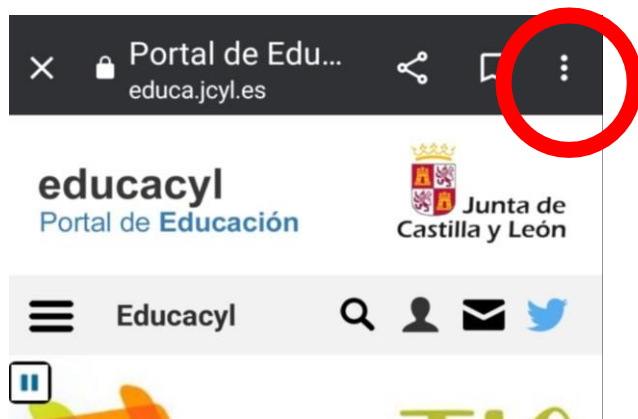 Portal de Edu...
educa.jcyl.es
educacyl
Portal de Educación
Junta de
Castilla y León
Educacyl